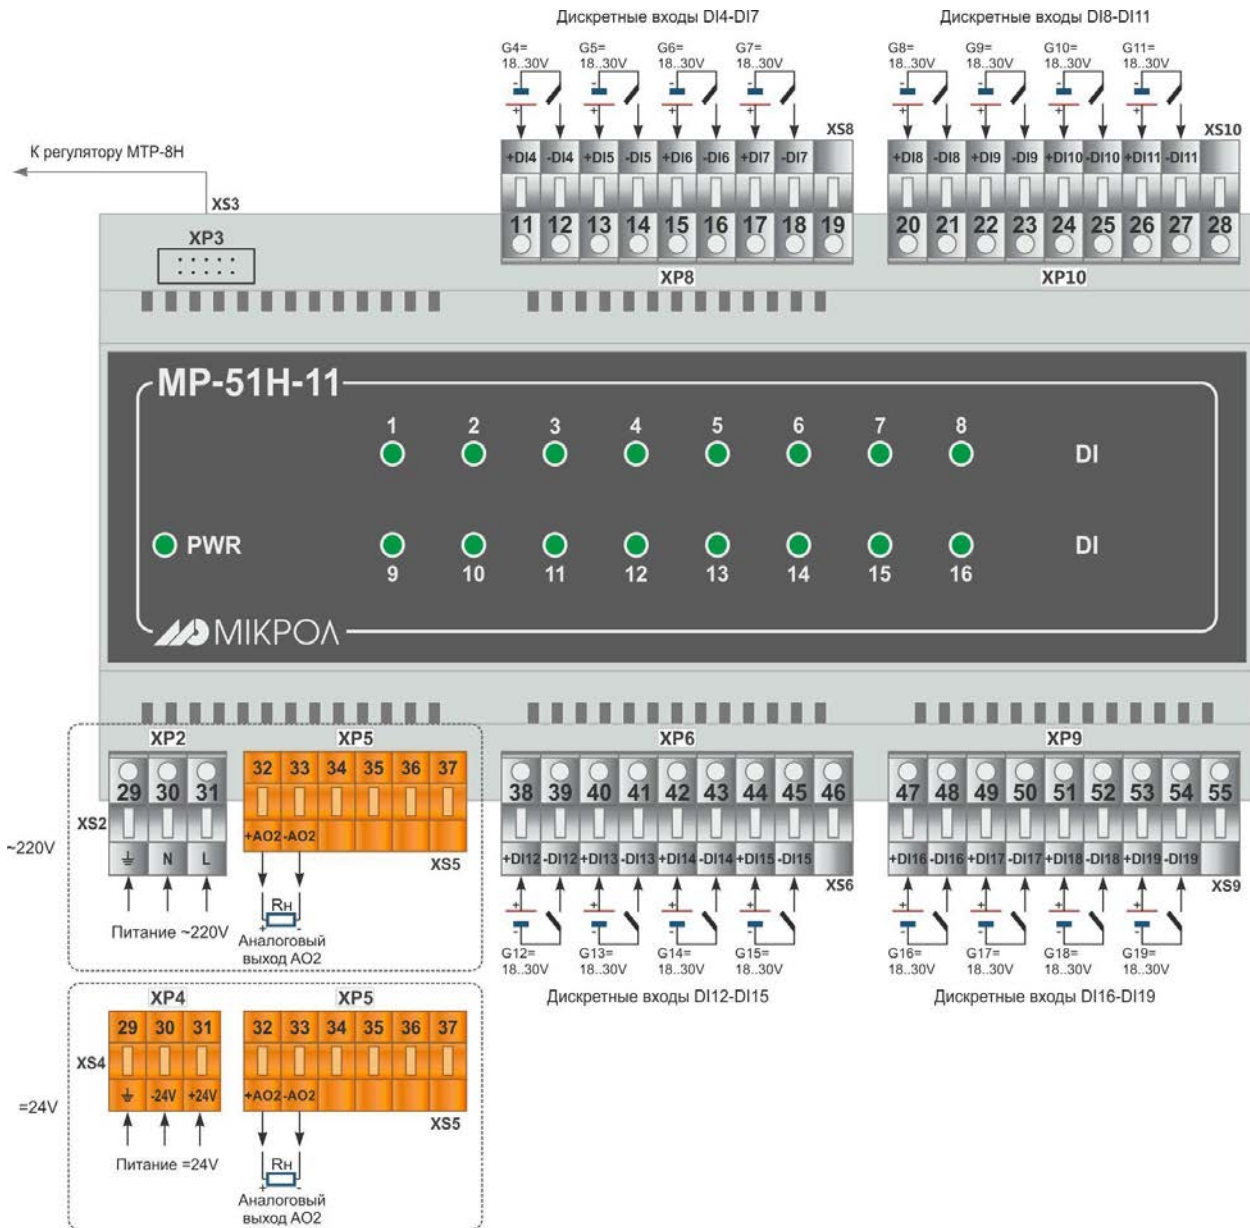 Дискретные входы DI4-DI7
Дискретные входы DI8-DI11
G4= G5= G6= G7=
18..30V 18..30V 18..30V 18..30V
G8= G9= G10= G11=
18..30V 18..30V 18..30V 18..30V
- - - -
- - - -
+ + + +
+ + + +
XS8
XS10
К регулятору МТР-8Н
+DI4 -DI4 +DI5 -DI5 +DI6 -DI6 +DI7 -DI7
+DI8 -DI8 +DI9 -DI9 +DI10 -DI10 +DI11 -DI11
XS3
11 12 13 14 15 16 17 18 19
20 21 22 23 24 25 26 27 28
XP3
XP8
XP10
МР-51Н-11
1 2 3 4 5 6 7 8
DI
PWR
DI
9 10 11 12 13 14 15 16
МІКРОΛ
XP2
XP5
XP6
XP9
29 30 31
32 33 34 35 36 37
38 39 40 41 42 43 44 45 46
47 48 49 50 51 52 53 54 55
XS2
~220V
N L
+AO2 -AO2
+DI12 -DI12 +DI13 -DI13 +DI14 -DI14 +DI15 -DI15
+DI16 -DI16 +DI17 -DI17 +DI18 -DI18 +DI19 -DI19
XS5
XS6
XS9
+ + + +
+ + + +
- - - -
- - - -
Rн
+ -
Питание ~220V
Аналоговый
выход АО2
G12= G13= G14= G15=
18..30V 18..30V 18..30V 18..30V
G16= G17= G18= G19=
18..30V 18..30V 18..30V 18..30V
Дискретные входы DI12-DI15
Дискретные входы DI16-DI19
XP4
XP5
29 30 31
32 33 34 35 36 37
XS4
=24V
-24V +24V
+AO2 -AO2
XS5
Питание =24V
Rн
+ -
Аналоговый
выход АО2